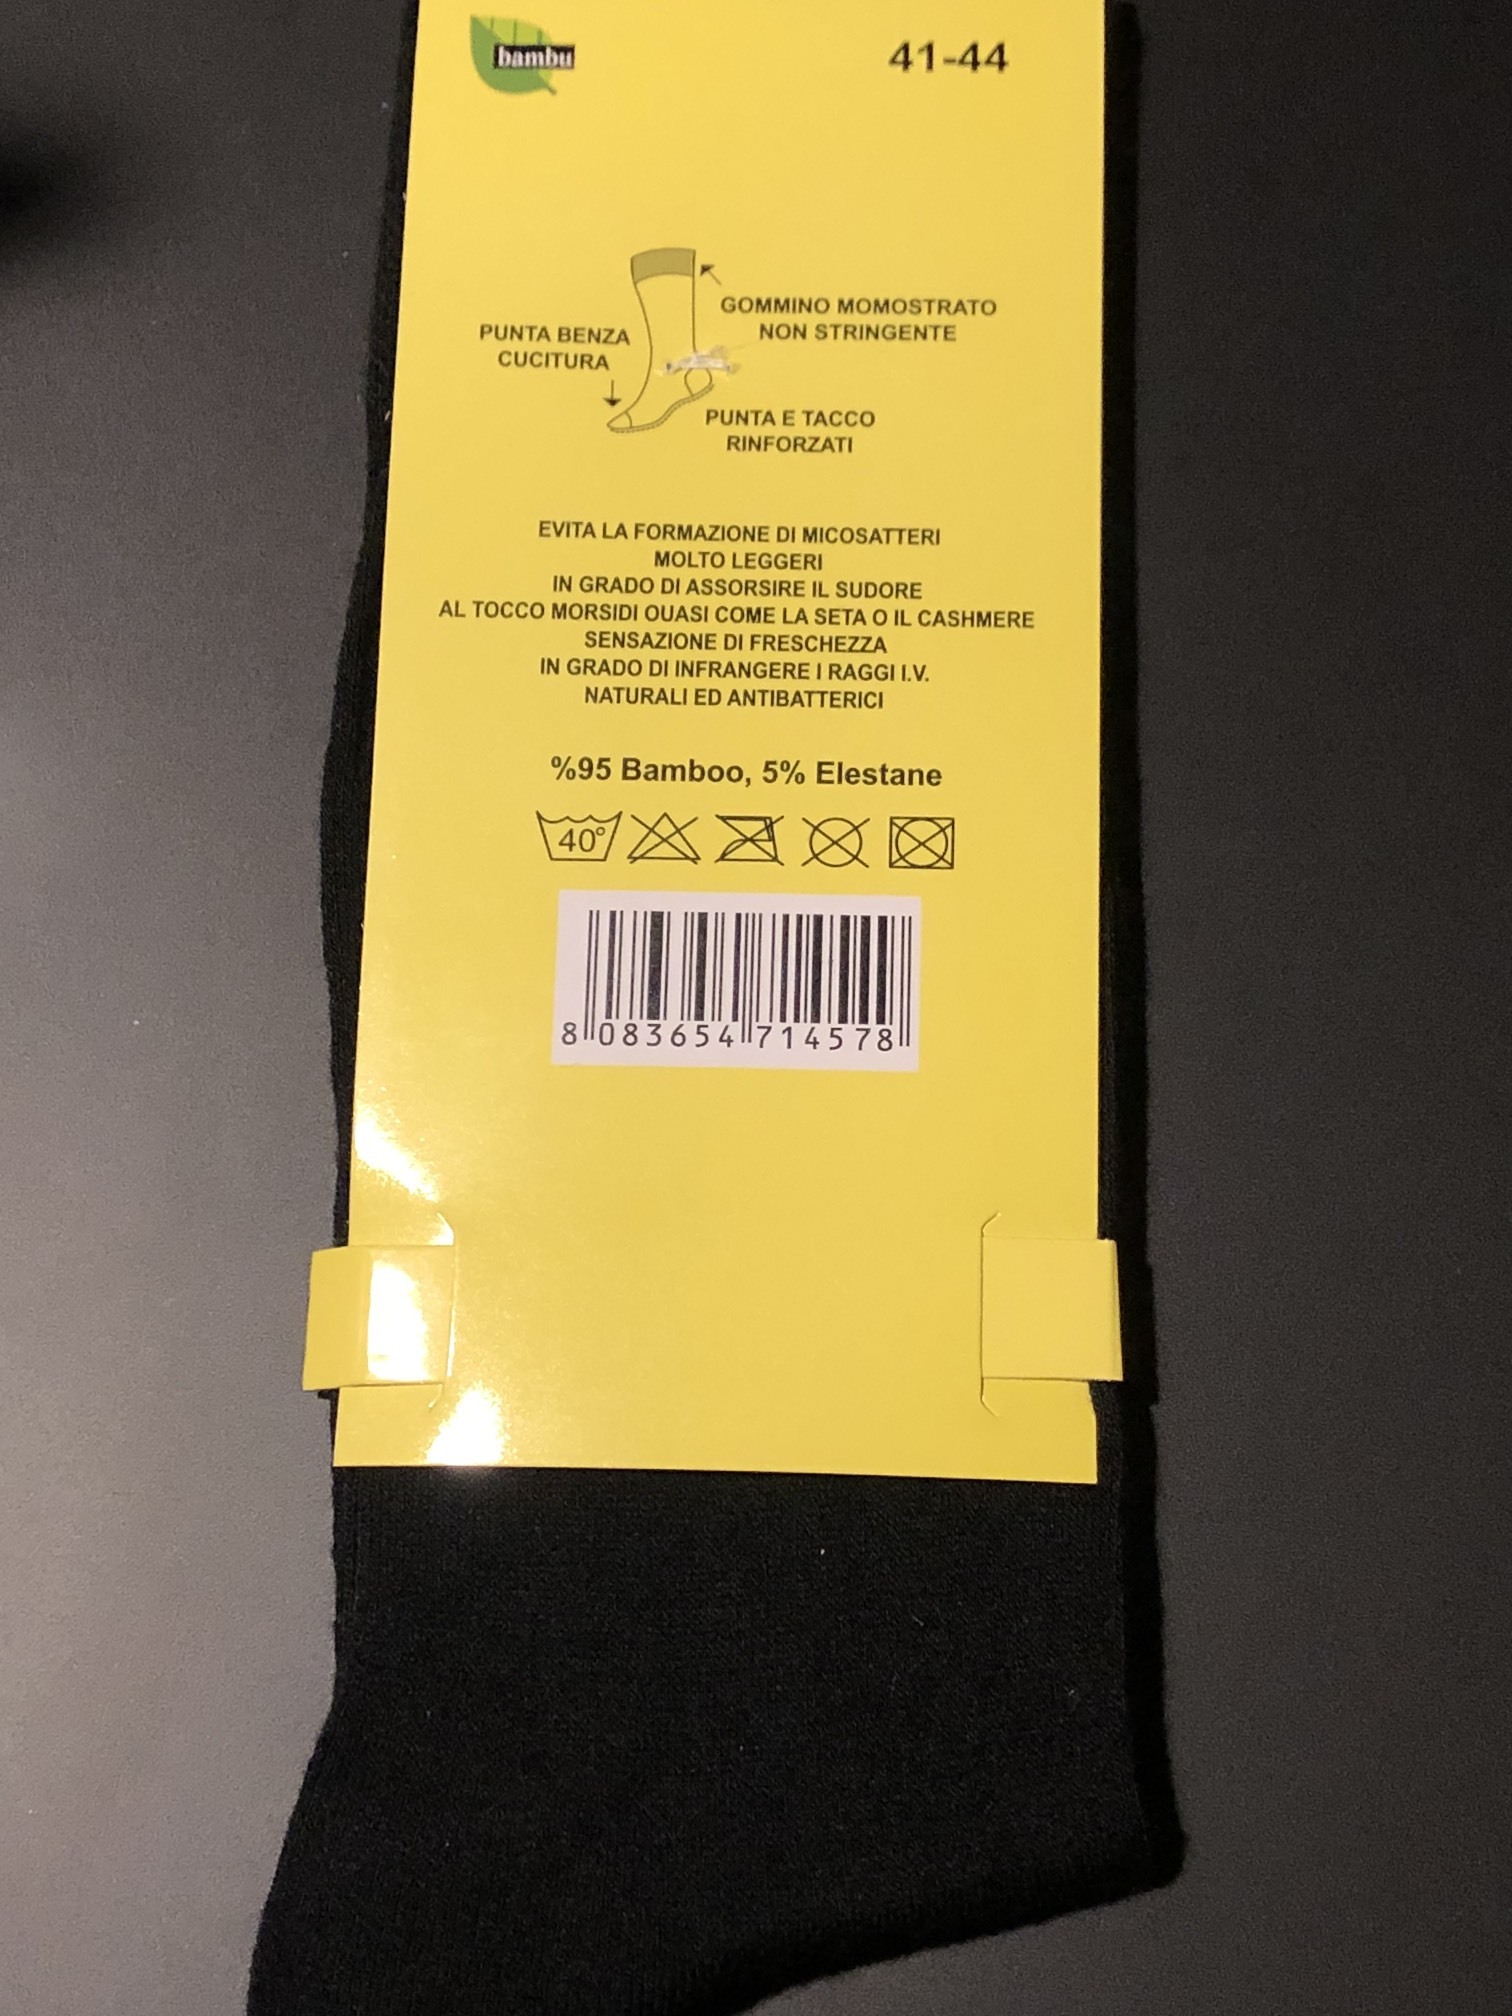 bambu
41-44
GOMMINO MOMOSTRATO
NON STRINGENTE
PUNTA BENZA
CUCITURA
PUNTA E TACCO
RINFORZATI
EVITA LA FORMAZIONE DI MICOSATTERI
MOLTO LEGGERI
IN GRADO DI ASSORSIRE IL SUDORE
AL TOCCO MORSIDI OUASI COME LA SETA O IL CASHMERE
SENSAZIONE DI FRESCHEZZA
IN GRADO DI INFRANGERE I RAGGI I.V.
NATURALI ED ANTIBATTERICI
%95 Bamboo, 5% Elestane
40°
8 083654 714578